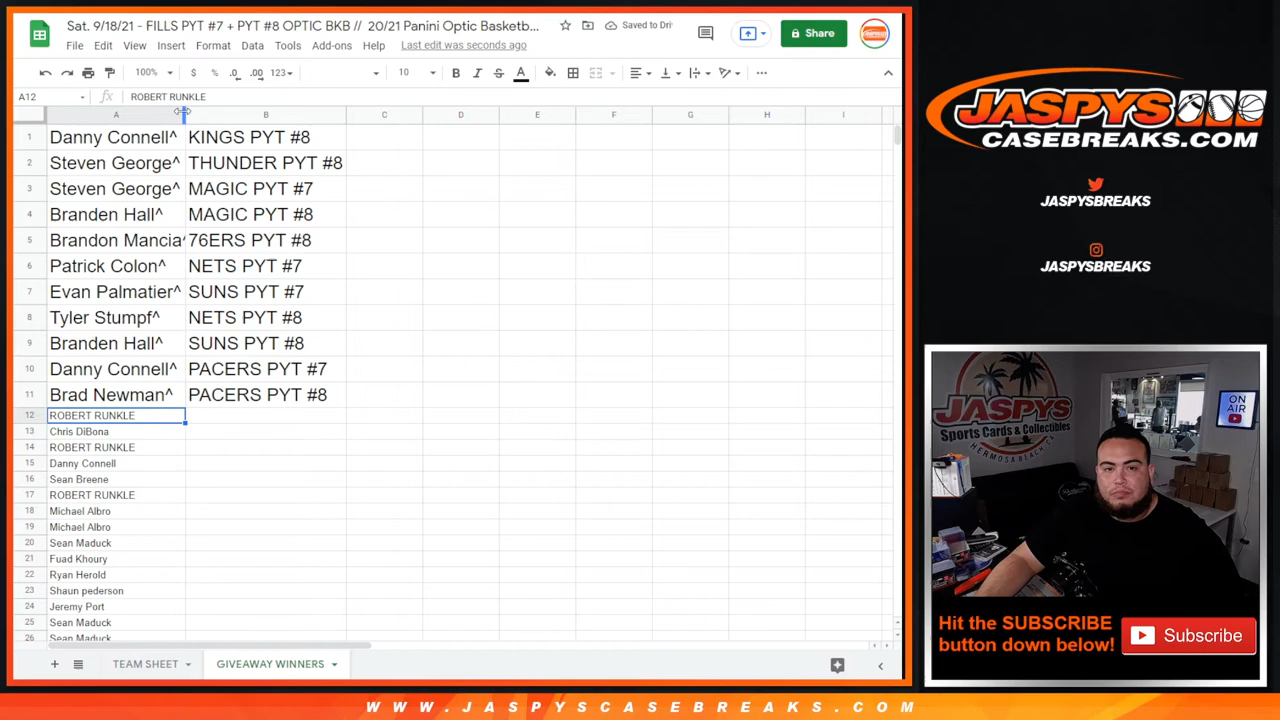 Sat. 9/18/21 - FILLS PYT #7 + PYT #8 OPTIC BKB // 20/21 Panini Optic Basketb...
Saved to Dri
File Edit View Insert Format Data Tools Add-ons Help Last edit was seconds ago
Share
100% $ % .0 .00 123 10 B I S A
A12 fx ROBERT RUNKLE
A B C D E F G H I
1 Danny Connell^ KINGS PYT #8
2 Steven George^ THUNDER PYT #8
3 Steven George^ MAGIC PYT #7
4 Branden Hall^ MAGIC PYT #8
5 Brandon Mancia^ 76ERS PYT #8
6 Patrick Colon^ NETS PYT #7
7 Evan Palmatier^ SUNS PYT #7
8 Tyler Stumpf^ NETS PYT #8
9 Branden Hall^ SUNS PYT #8
10 Danny Connell^ PACERS PYT #7
11 Brad Newman^ PACERS PYT #8
12 ROBERT RUNKLE
13 Chris DiBona
14 ROBERT RUNKLE
15 Danny Connell
16 Sean Breene
17 ROBERT RUNKLE
18 Michael Albro
19 Michael Albro
20 Sean Maduck
21 Fuad Khoury
22 Ryan Herold
23 Shaun pederson
24 Jeremy Port
25 Sean Maduck
26 Sean Maduck
TEAM SHEET GIVEAWAY WINNERS
JASPYS
CASEBREAKS.COM
JASPYSBREAKS
JASPYSBREAKS
JASPYS
Sports Cards & Collectibles
HERMOSA BEACH, CA
ON AIR
Hit the SUBSCRIBE
button down below!
Subscribe
WWW.JASPYSCASEBREAKS.COM